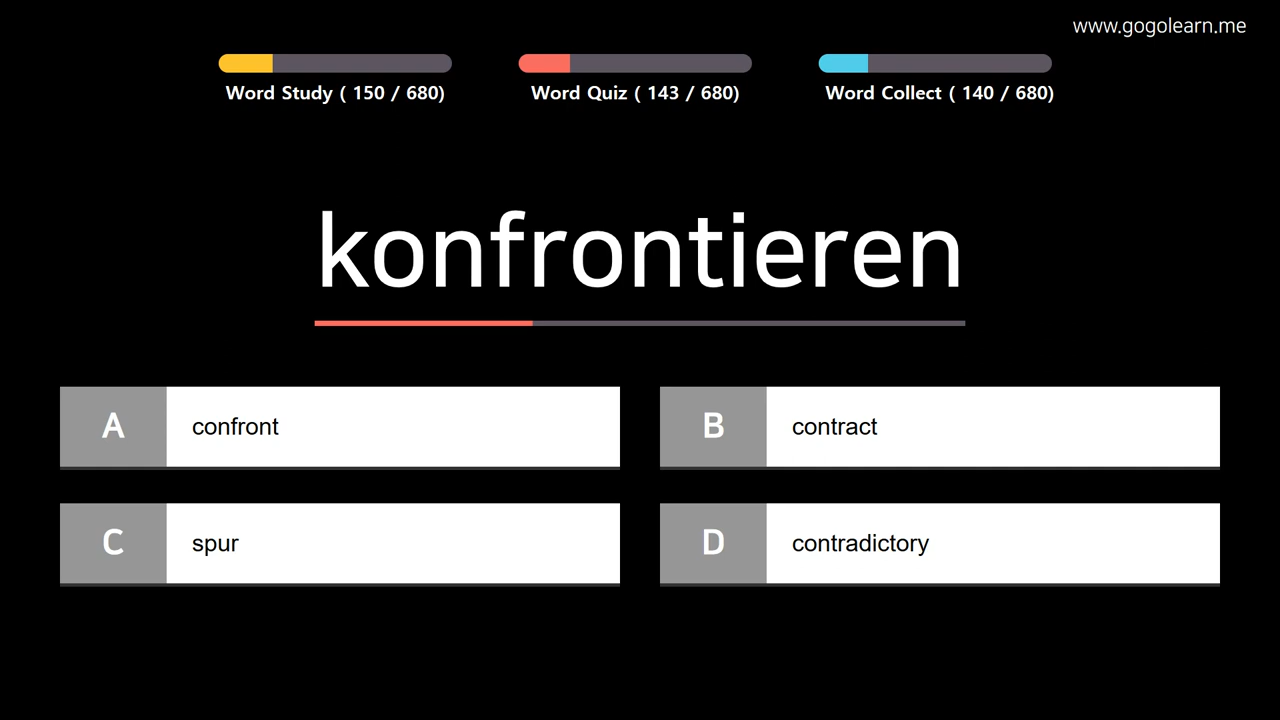 www.gogolearn.me
Word Study ( 150 / 680)
Word Quiz ( 143 / 680)
Word Collect ( 140 / 680)
konfrontieren
A confront
B contract
C spur
D contradictory